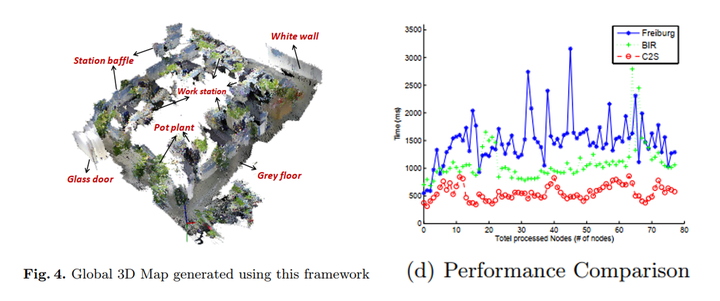 White wall
Station baffle
Work station
Pot plant
Glass door
Grey floor
Fig. 4. Global 3D Map generated using this framework
3500
3000
2500
2000
1500
1000
500
0
Time (ms)
Freiburg
BIR
C2S
0 10 20 30 40 50 60 70 80
Total processed Nodes (# of nodes)
(d) Performance Comparison